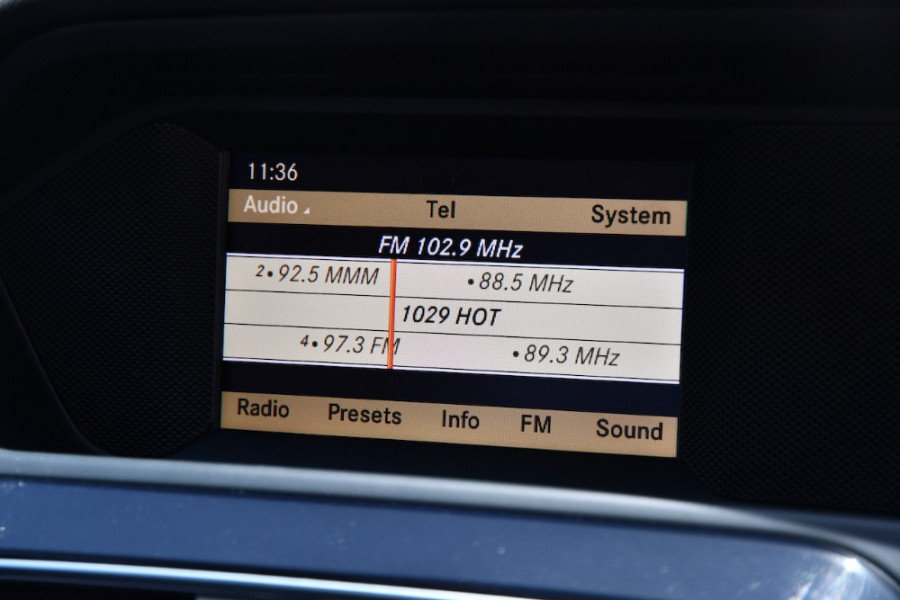 11:36
Audio Tel System
FM 102.9 MHz
2•92.5 MMM •88.5 MHz
1029 HOT
4•97.3 FM •89.3 MHz
Radio Presets Info FM Sound